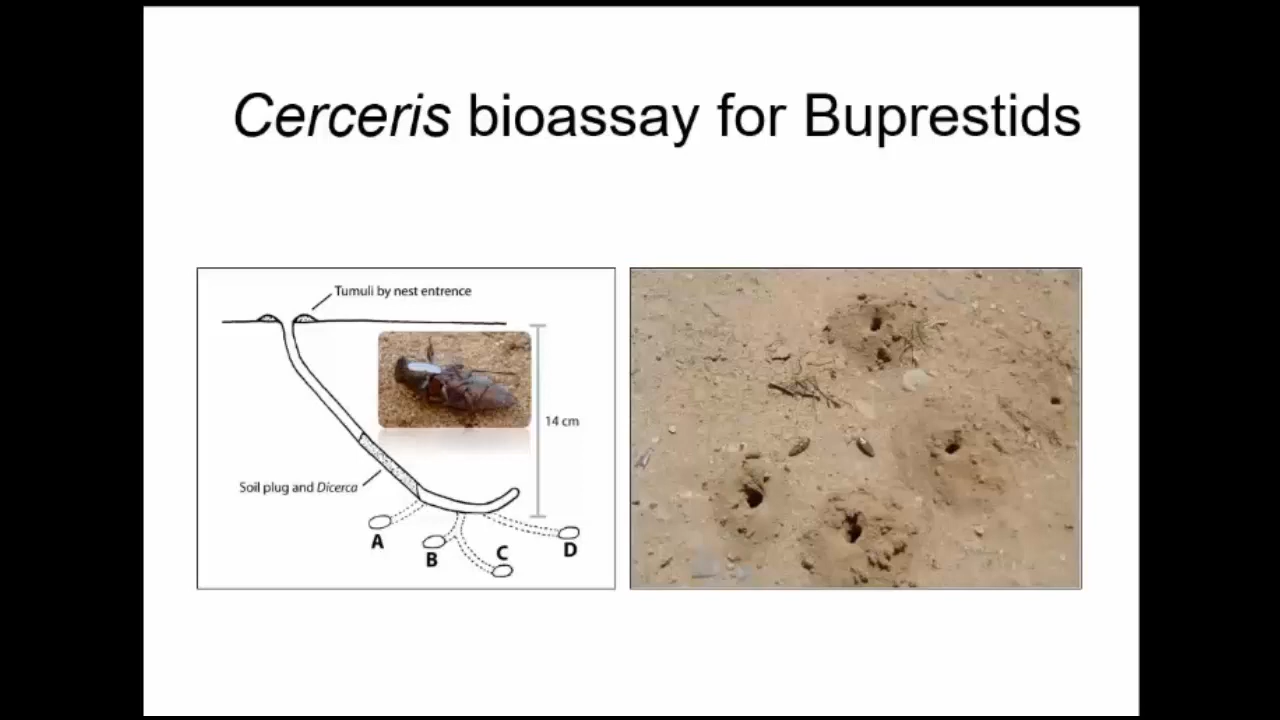 Cerceris bioassay for Buprestids
Tumuli by nest entrence
14 cm
Soil plug and Dicerca
A
B
C
D